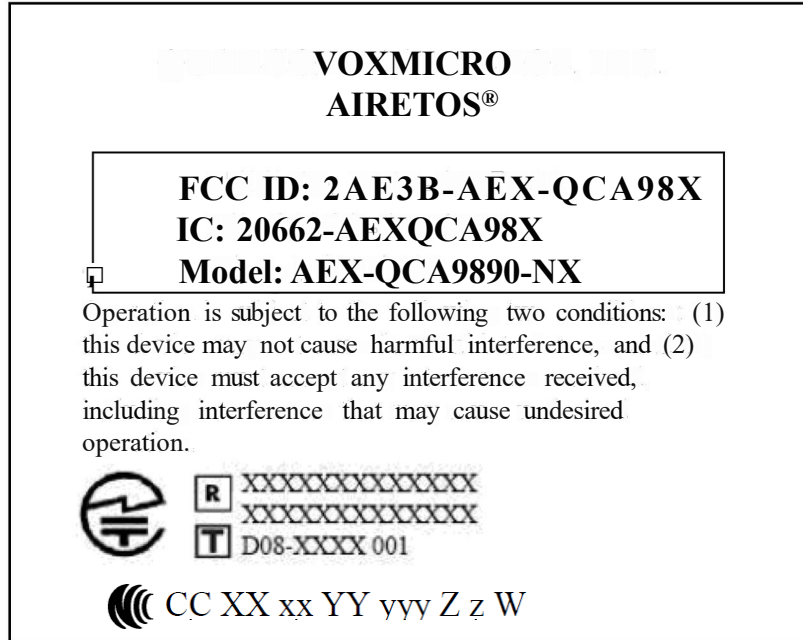 VOXMICRO
AIRETOS®
FCC ID: 2AE3B-AEX-QCA98X
IC: 20662-AEXQCA98X
Model: AEX-QCA9890-NX
Operation is subject to the following two conditions: (1)
this device may not cause harmful interference, and (2)
this device must accept any interference received,
including interference that may cause undesired
operation.
R XXXXXXXXXXXXXX
XXXXXXXXXXXXXX
T D08-XXXX 001
CC XX xx YY yyy Z z W